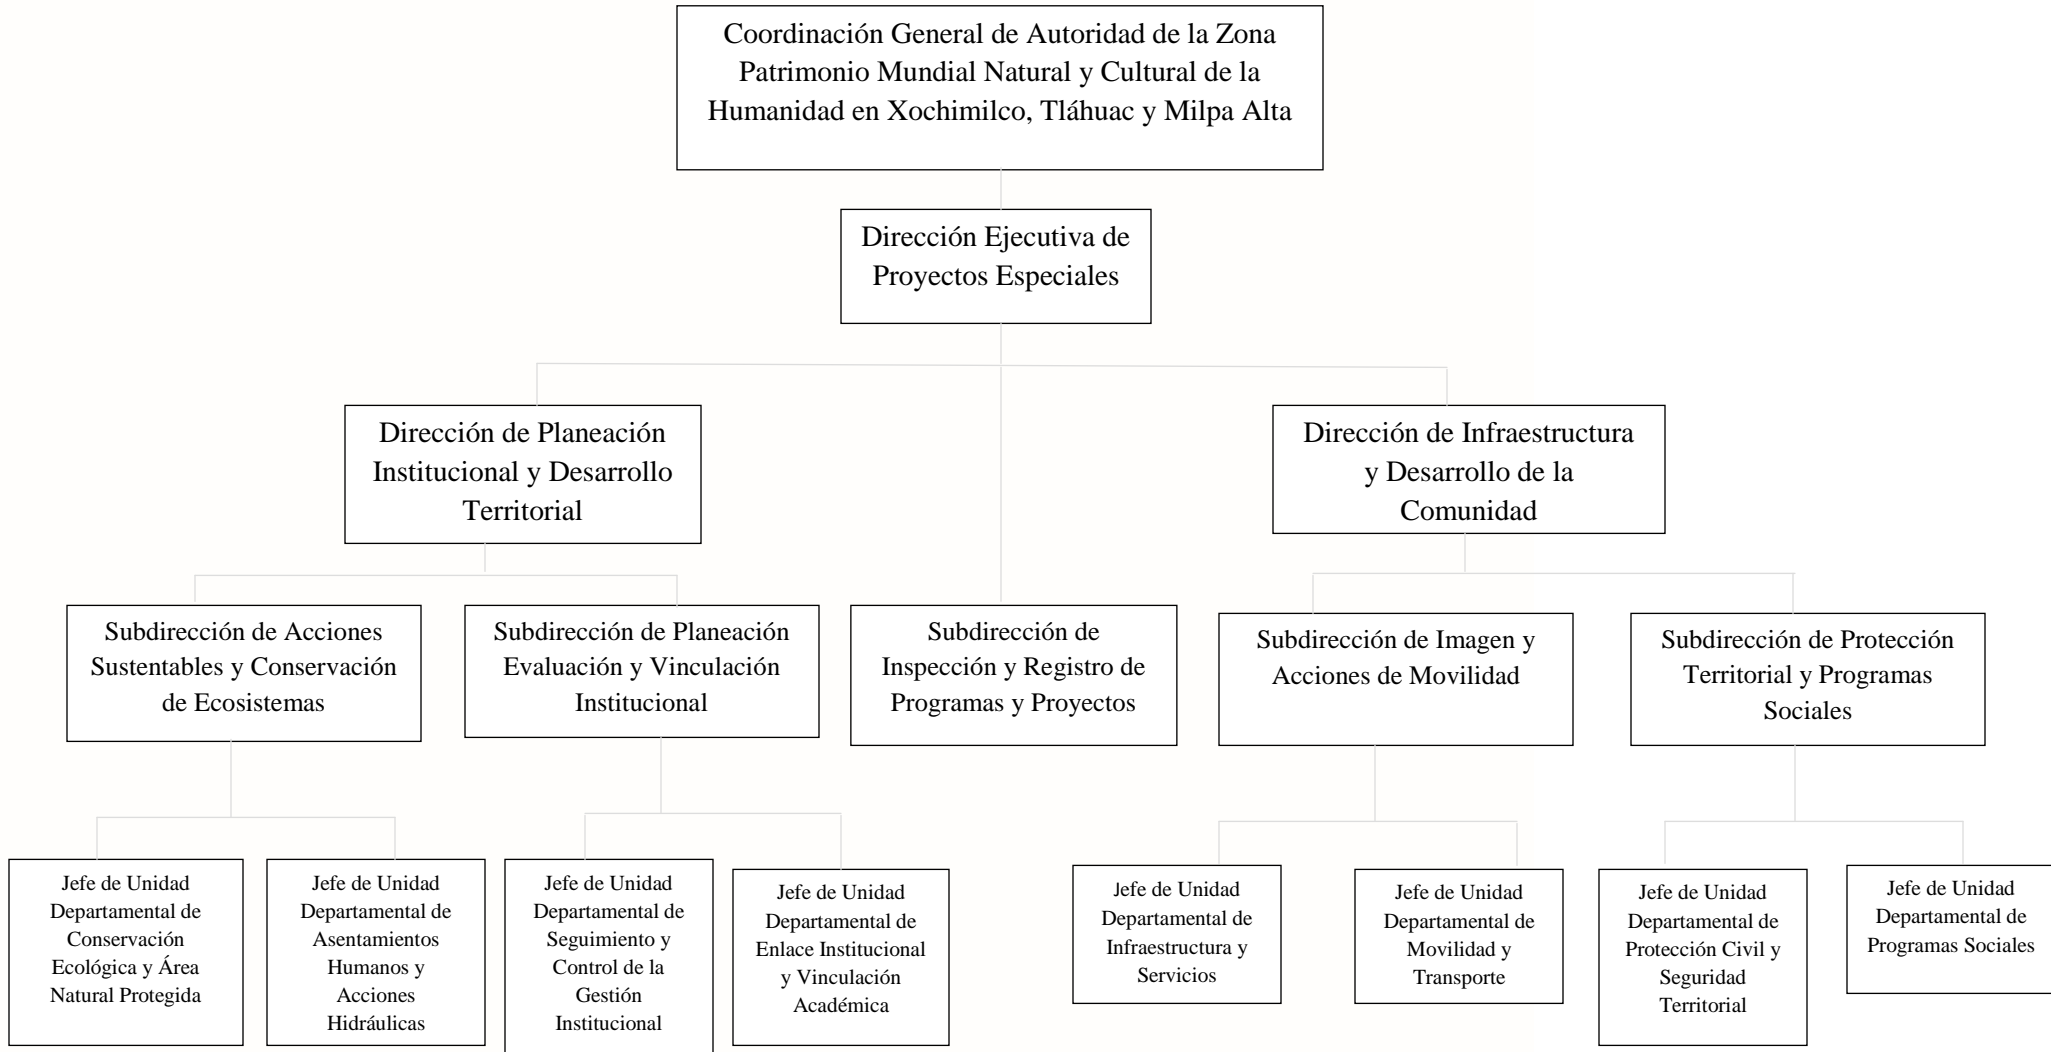 Coordinación General de Autoridad de la Zona
Patrimonio Mundial Natural y Cultural de la
Humanidad en Xochimilco, Tláhuac y Milpa Alta
Dirección Ejecutiva de
Proyectos Especiales
Dirección de Planeación
Institucional y Desarrollo
Territorial
Dirección de Infraestructura
y Desarrollo de la
Comunidad
Subdirección de Acciones
Sustentables y Conservación
de Ecosistemas
Subdirección de Planeación
Evaluación y Vinculación
Institucional
Subdirección de
Inspección y Registro de
Programas y Proyectos
Subdirección de Imagen y
Acciones de Movilidad
Subdirección de Protección
Territorial y Programas
Sociales
Jefe de Unidad
Departamental de
Conservación
Ecológica y Área
Natural Protegida
Jefe de Unidad
Departamental de
Asentamientos
Humanos y
Acciones
Hidráulicas
Jefe de Unidad
Departamental de
Seguimiento y
Control de la
Gestión
Institucional
Jefe de Unidad
Departamental de
Enlace Institucional
y Vinculación
Académica
Jefe de Unidad
Departamental de
Infraestructura y
Servicios
Jefe de Unidad
Departamental de
Movilidad y
Transporte
Jefe de Unidad
Departamental de
Protección Civil y
Seguridad
Territorial
Jefe de Unidad
Departamental de
Programas Sociales